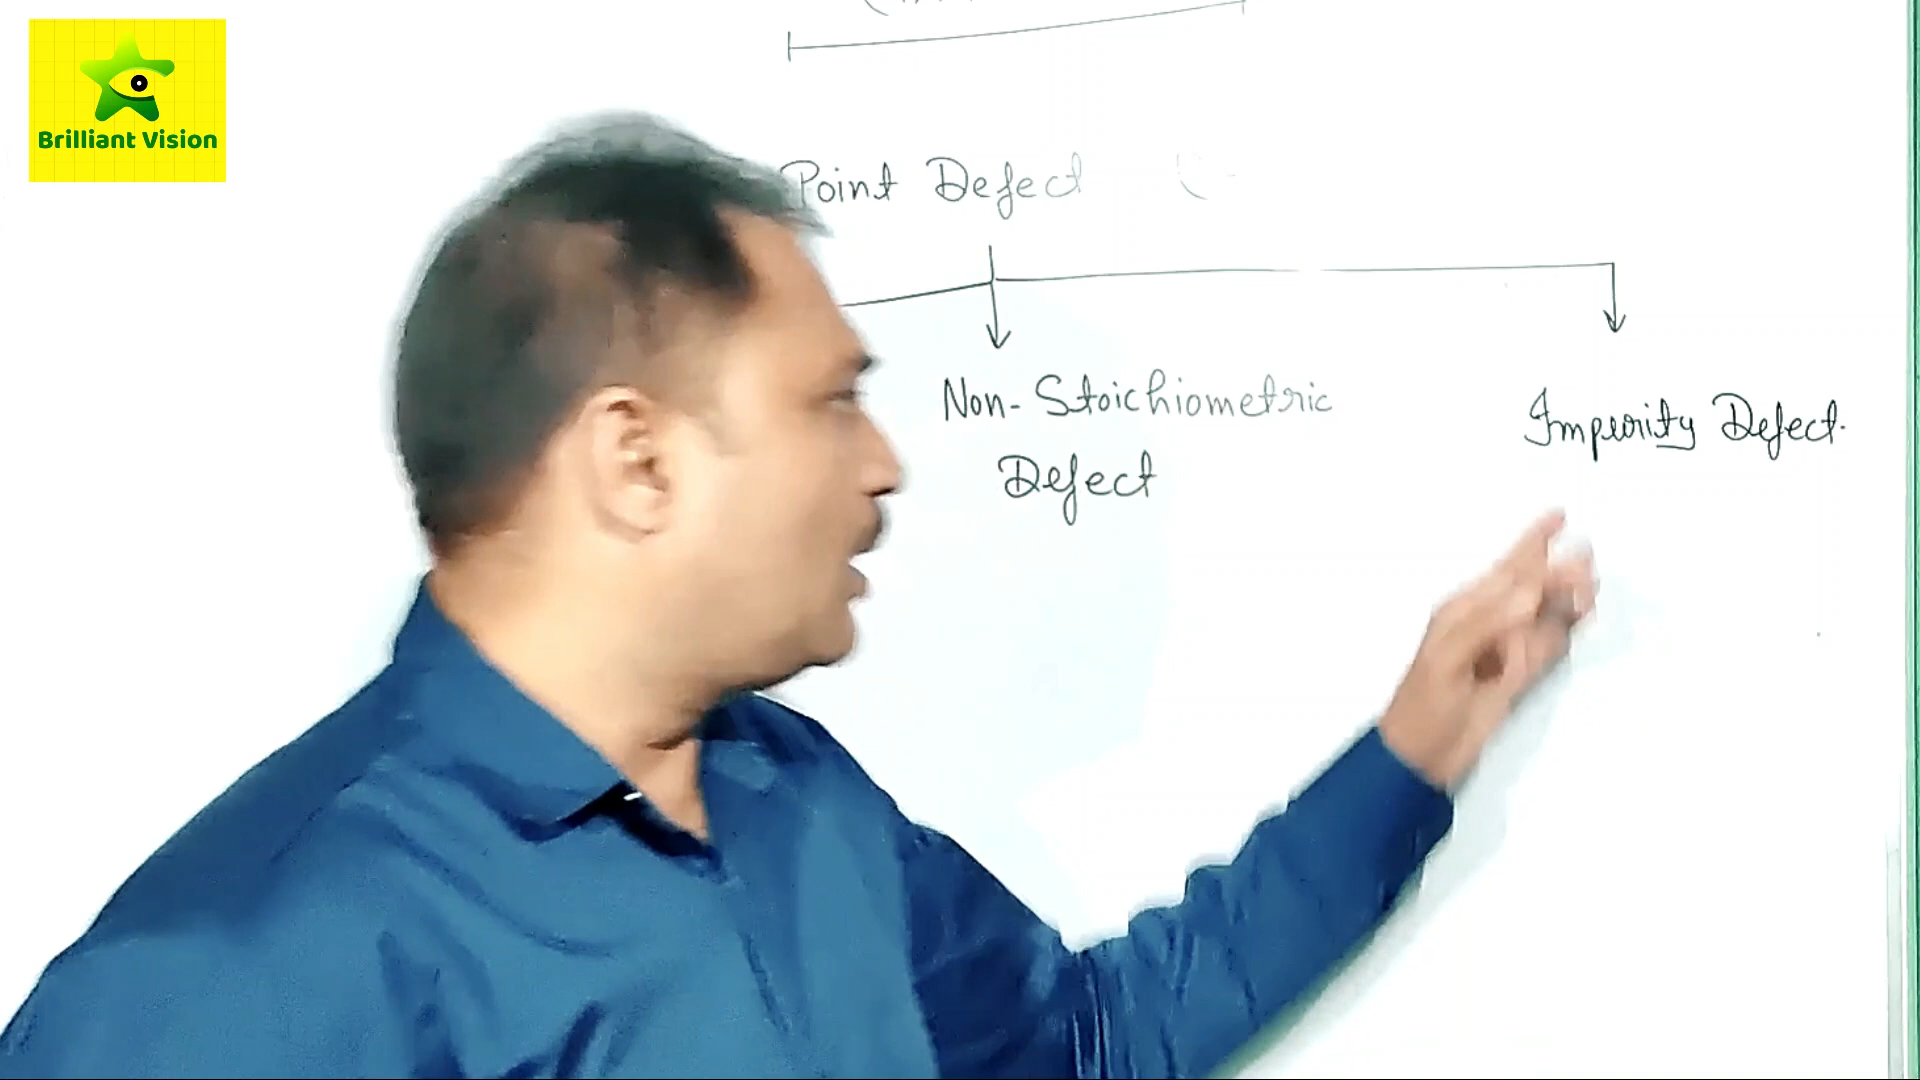 Brilliant Vision
Point Defect
Non-Stoichiometric
Defect
Impurity Defect.